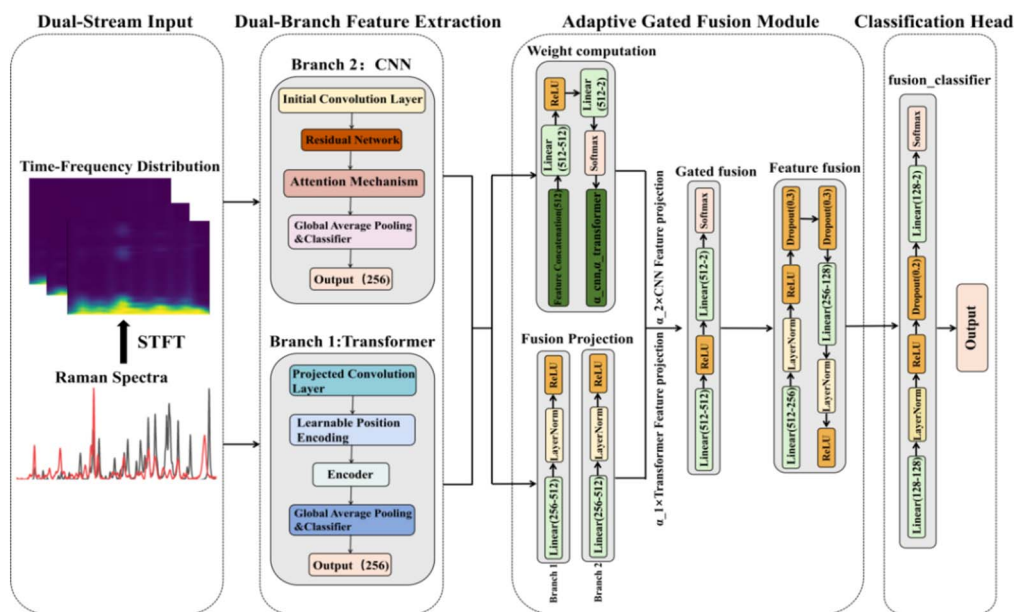 Dual-Stream Input
Dual-Branch Feature Extraction
Adaptive Gated Fusion Module
Classification Head
Time-Frequency Distribution
STFT
Raman Spectra
Branch 2: CNN
Initial Convolution Layer
Residual Network
Attention Mechanism
Global Average Pooling
&Classifier
Output (256)
Branch 1:Transformer
Projected Convolution
Layer
Learnable Position
Encoding
Encoder
Global Average Pooling
&Classifier
Output (256)
Weight computation
Feature Concatenation(512)
Linear
(512-512)
ReLU
Linear
(512-2)
Softmax
α_cnn,α_transformer
Fusion Projection
Linear(256-512)
LayerNorm
ReLU
Branch 1
Linear(256-512)
LayerNorm
ReLU
Branch 2
α_1×Transformer Feature projection
α_2×CNN Feature projection
Gated fusion
Linear(512-512)
ReLU
Linear(512-2)
Softmax
Feature fusion
Linear(512-256)
LayerNorm
ReLU
Dropout(0.3)
Dropout(0.3)
Linear(256-128)
LayerNorm
ReLU
fusion_classifier
Linear(128-128)
LayerNorm
ReLU
Dropout(0.2)
Linear(128-2)
Softmax
Output